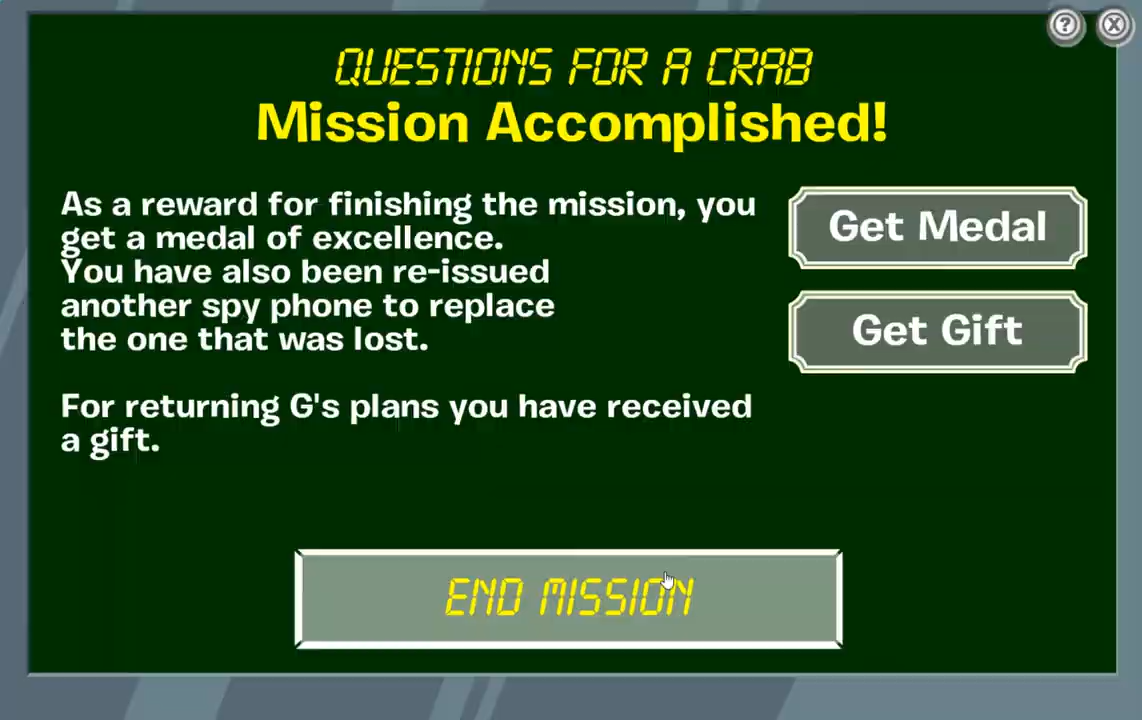 ?
X
QUESTIONS FOR A CRAB
Mission Accomplished!
As a reward for finishing the mission, you
get a medal of excellence.
You have also been re-issued
another spy phone to replace
the one that was lost.
For returning G's plans you have received
a gift.
Get Medal
Get Gift
END MISSION